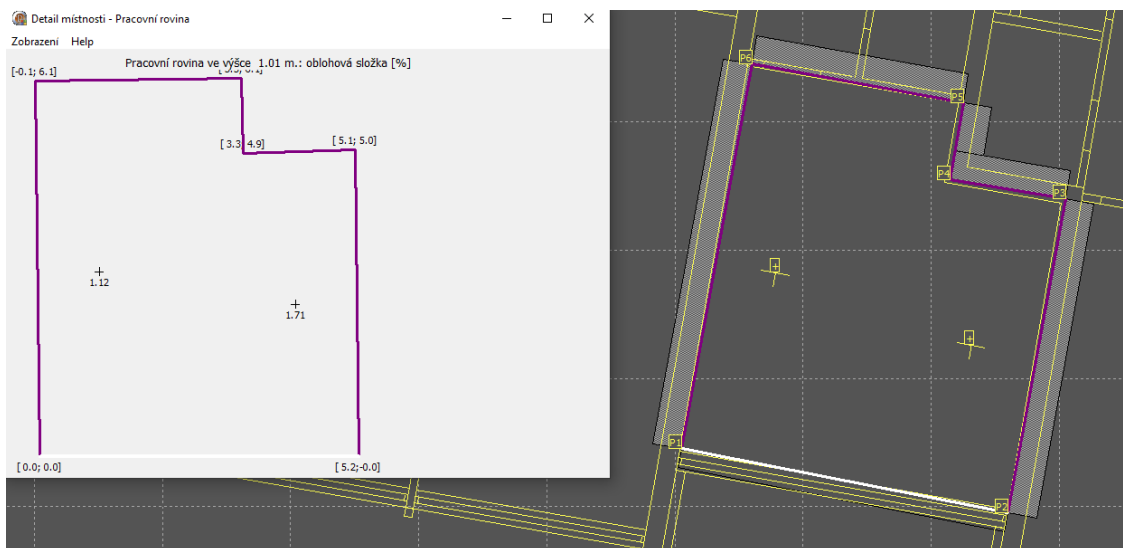 Detail místnosti - Pracovní rovina
Zobrazení Help
Pracovní rovina ve výšce 1.01 m.: oblohová složka [%]
[-0.1; 6.1]
[ 3.3; 4.9]
[ 5.1; 5.0]
1.12
1.71
[ 0.0; 0.0]
[ 5.2;-0.0]
P6
P5
P4
P3
P1
P2